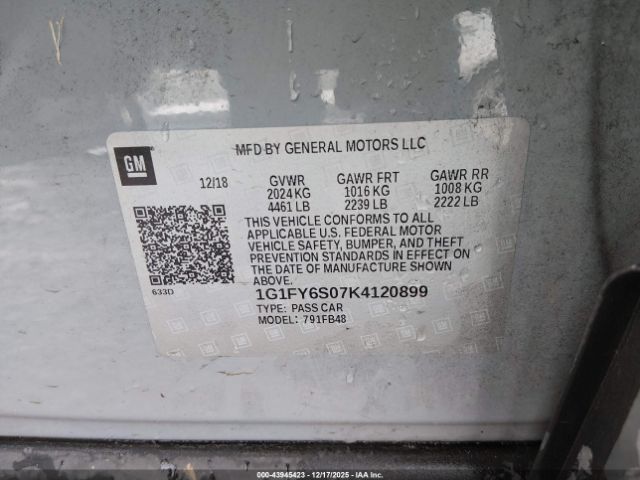 GM
MFD BY GENERAL MOTORS LLC
12/18 GVWR GAWR FRT GAWR RR
2024 KG 1016 KG 1008 KG
4461 LB 2239 LB 2222 LB
THIS VEHICLE CONFORMS TO ALL
APPLICABLE U.S. FEDERAL MOTOR
VEHICLE SAFETY, BUMPER, AND THEFT
PREVENTION STANDARDS IN EFFECT ON
THE DATE OF MANUFACTURE SHOWN
ABOVE.
633D
1G1FY6S07K4120899
TYPE: PASS CAR
MODEL: 791FB48
000-43945423 | 12/17/2025 | Copyright IAA, LLC